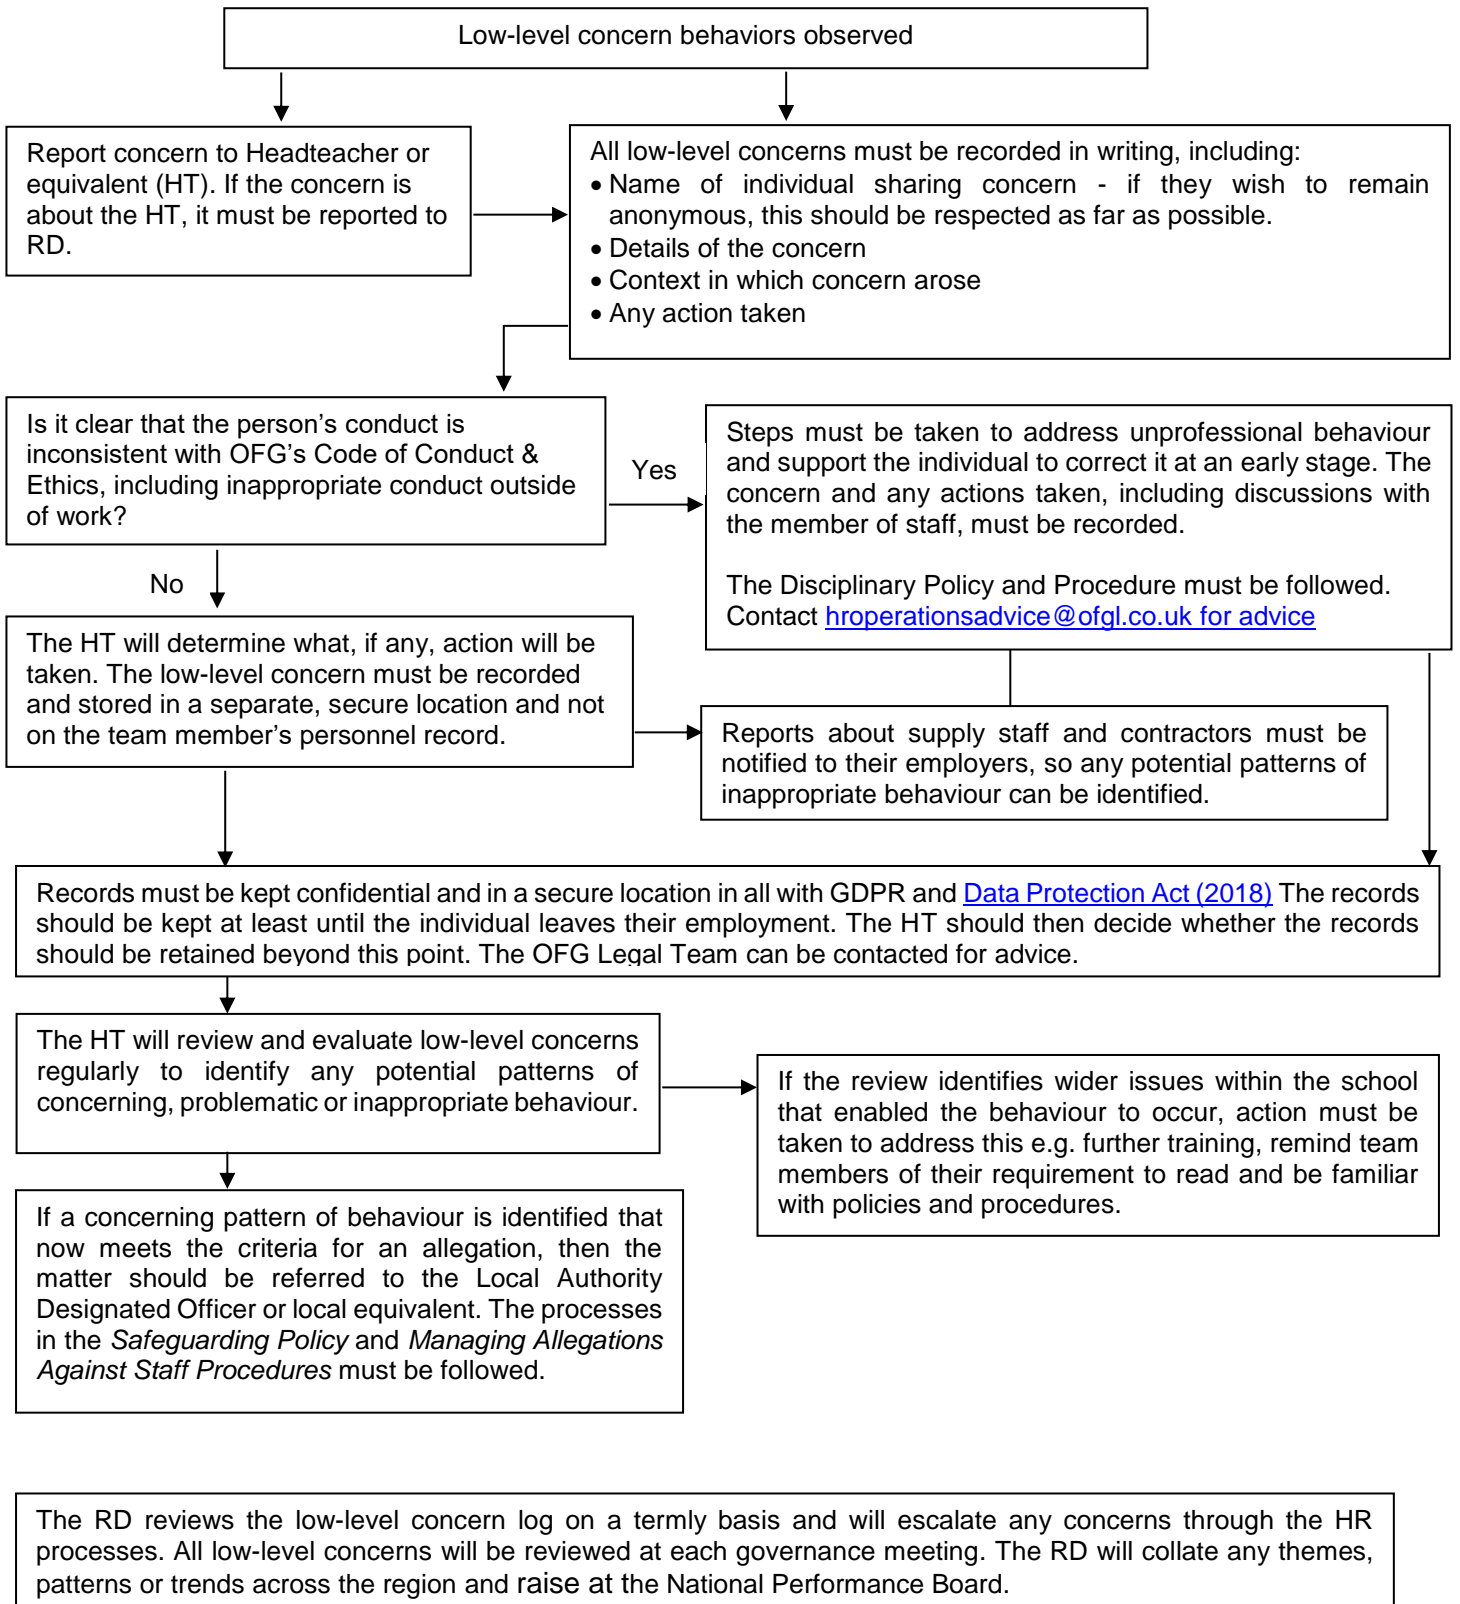 Low-level concern behaviors observed
Report concern to Headteacher or
equivalent (HT). If the concern is
about the HT, it must be reported to
RD.
All low-level concerns must be recorded in writing, including:
• Name of individual sharing concern - if they wish to remain
anonymous, this should be respected as far as possible.
• Details of the concern
• Context in which concern arose
• Any action taken
Is it clear that the person’s conduct is
inconsistent with OFG’s Code of Conduct &
Ethics, including inappropriate conduct outside
of work?
Yes
Steps must be taken to address unprofessional behaviour
and support the individual to correct it at an early stage. The
concern and any actions taken, including discussions with
the member of staff, must be recorded.
The Disciplinary Policy and Procedure must be followed.
Contact hroperationsadvice@ofgl.co.uk for advice
No
The HT will determine what, if any, action will be
taken. The low-level concern must be recorded
and stored in a separate, secure location and not
on the team member’s personnel record.
Reports about supply staff and contractors must be
notified to their employers, so any potential patterns of
inappropriate behaviour can be identified.
Records must be kept confidential and in a secure location in all with GDPR and Data Protection Act (2018) The records
should be kept at least until the individual leaves their employment. The HT should then decide whether the records
should be retained beyond this point. The OFG Legal Team can be contacted for advice.
The HT will review and evaluate low-level concerns
regularly to identify any potential patterns of
concerning, problematic or inappropriate behaviour.
If the review identifies wider issues within the school
that enabled the behaviour to occur, action must be
taken to address this e.g. further training, remind team
members of their requirement to read and be familiar
with policies and procedures.
If a concerning pattern of behaviour is identified that
now meets the criteria for an allegation, then the
matter should be referred to the Local Authority
Designated Officer or local equivalent. The processes
in the Safeguarding Policy and Managing Allegations
Against Staff Procedures must be followed.
The RD reviews the low-level concern log on a termly basis and will escalate any concerns through the HR
processes. All low-level concerns will be reviewed at each governance meeting. The RD will collate any themes,
patterns or trends across the region and raise at the National Performance Board.